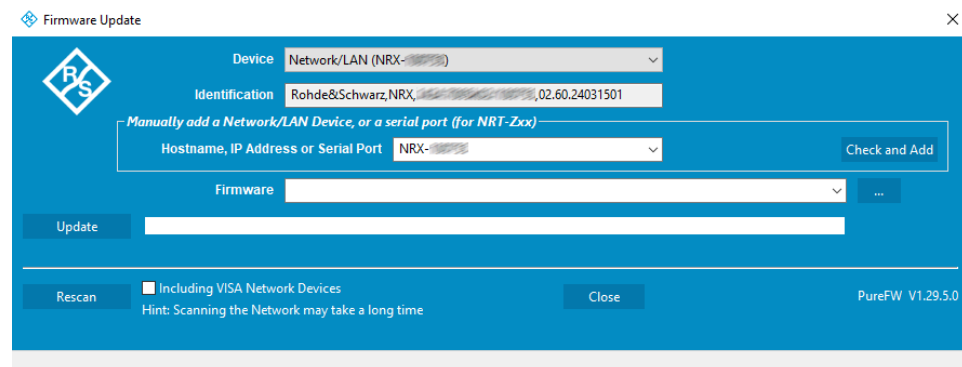 Firmware Update
R S
Device Network/LAN (NRX-)
Identification Rohde&Schwarz,NRX, ,02.60.24031501
Manually add a Network/LAN Device, or a serial port (for NRT-Zxx)
Hostname, IP Address or Serial Port NRX- Check and Add
Firmware ...
Update
Rescan Including VISA Network Devices Close PureFW V1.29.5.0
Hint: Scanning the Network may take a long time